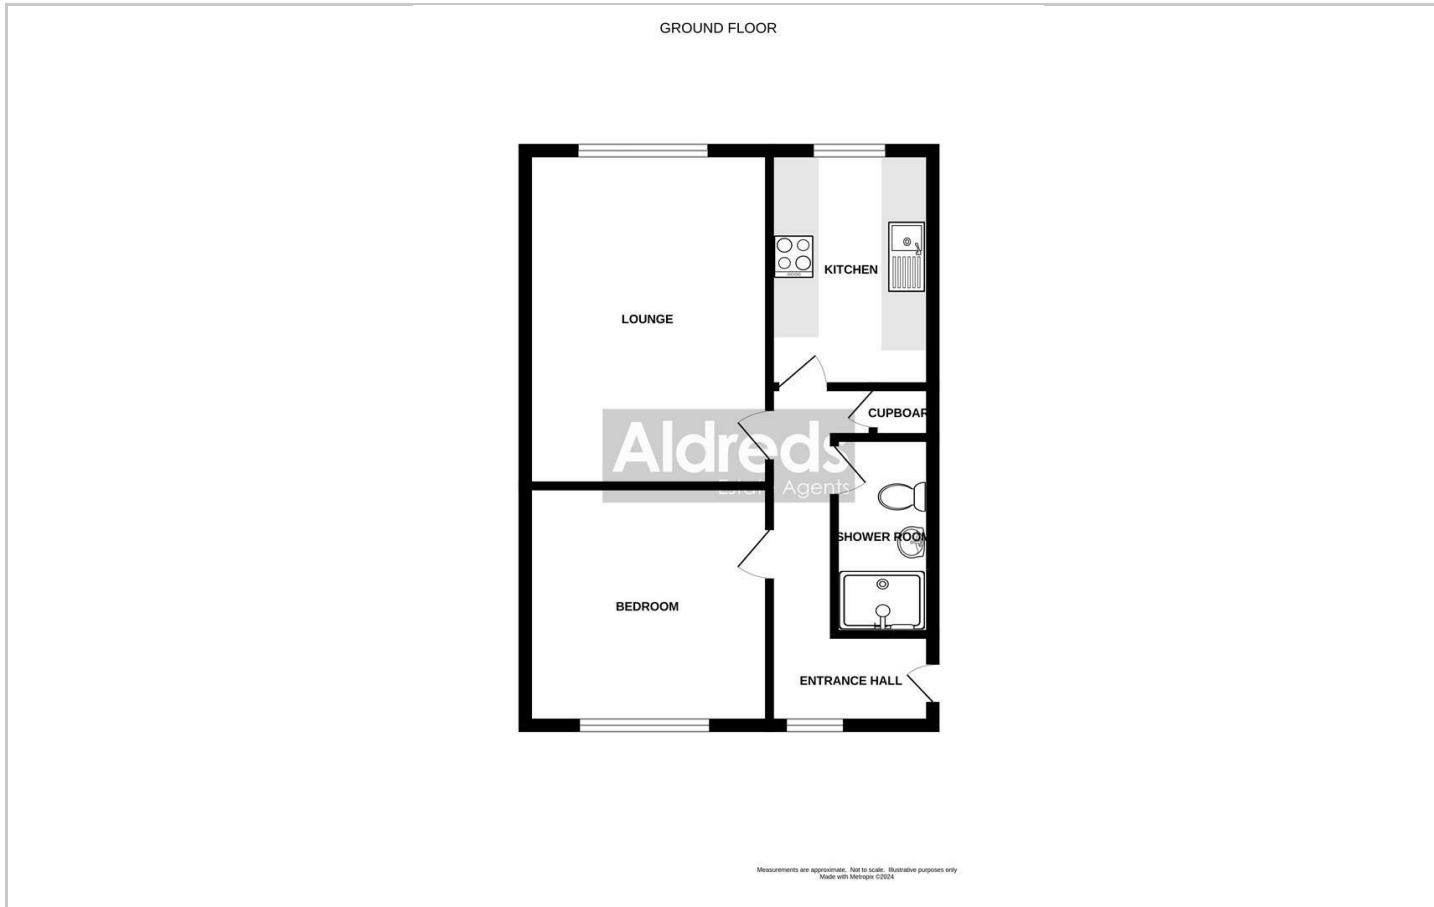 GROUND FLOOR
KITCHEN
LOUNGE
CUPBOAR
Aldreds
Estate Agents
SHOWER ROOM
BEDROOM
ENTRANCE HALL
Measurements are approximate. Not to scale. Illustrative purposes only
Made with Metropix ©2024